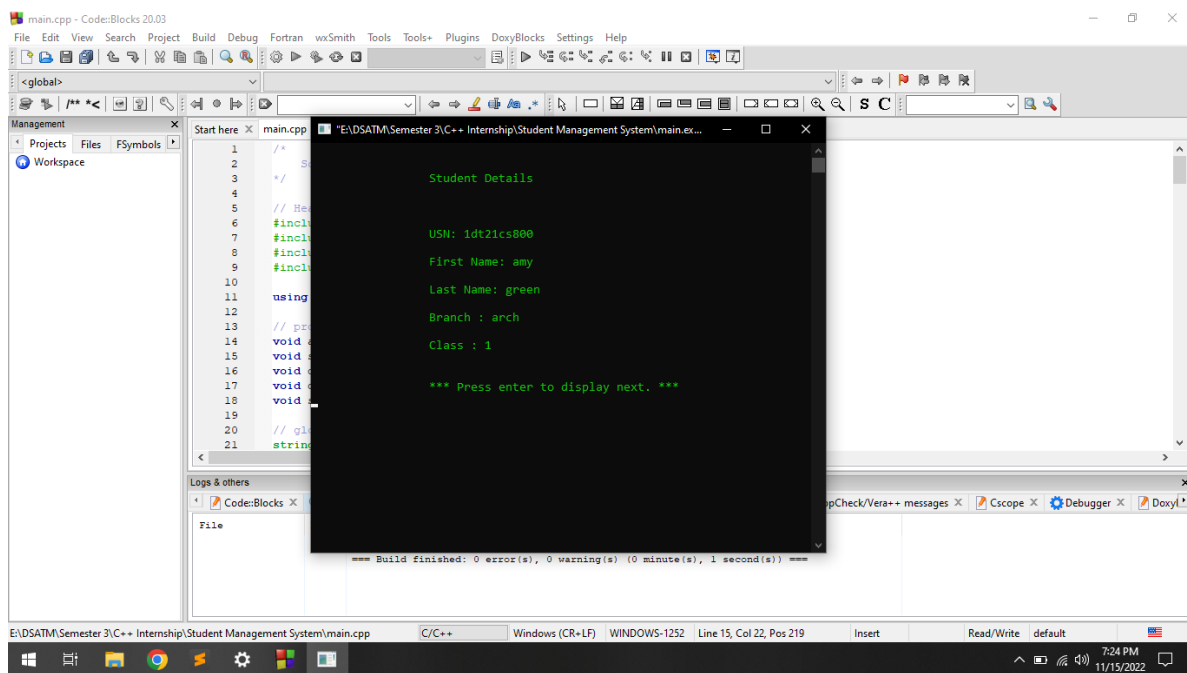 main.cpp - Code::Blocks 20.03
File Edit View Search Project Build Debug Fortran wxSmith Tools Tools+ Plugins DoxyBlocks Settings Help
<global>
/** *<
S C
Management
Projects Files FSymbols
Workspace
Start here main.cpp
"E:\DSATM\Semester 3\C++ Internship\Student Management System\main.ex...
1 /*
2
3 */
4
5 // He
6 #incl
7 #incl
8 #incl
9 #incl
10
11 using
12
13 // pr
14 void
15 void
16 void
17 void
18 void
19
20 // gl
21 string
Student Details
USN: 1dt21cs800
First Name: amy
Last Name: green
Branch : arch
Class : 1
*** Press enter to display next. ***
Logs & others
Code::Blocks
ppCheck/Vera++ messages Cscope Debugger Doxyl
File
=== Build finished: 0 error(s), 0 warning(s) (0 minute(s), 1 second(s)) ===
E:\DSATM\Semester 3\C++ Internship\Student Management System\main.cpp C/C++ Windows (CR+LF) WINDOWS-1252 Line 15, Col 22, Pos 219 Insert Read/Write default
7:24 PM
11/15/2022